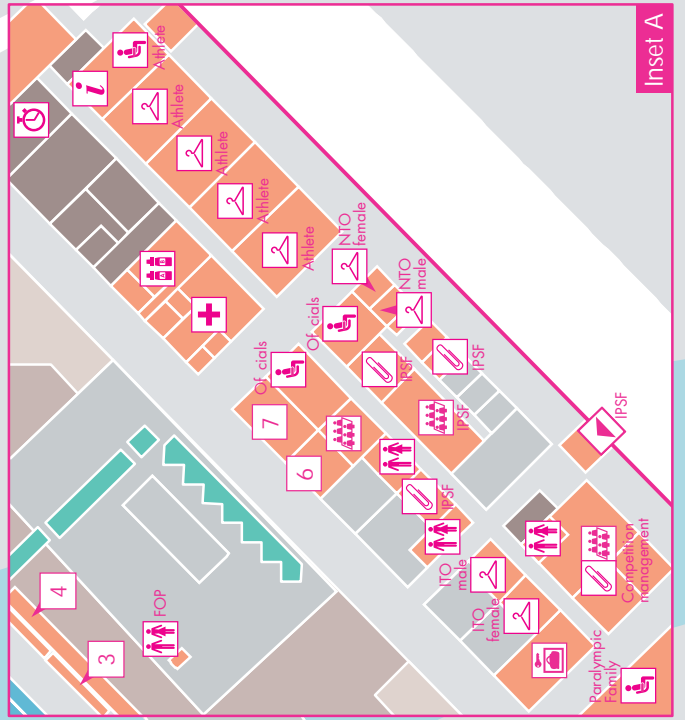 Inset A
i
Athlete
Athlete
Athlete
Athlete
Athlete
NTO
female
NTO
male
Of cials
Of cials
IPSF
IPSF
IPSF
7
6
IPSF
IPSF
4
3
FOP
ITO
male
ITO
female
Competition
management
Paralympic
Family